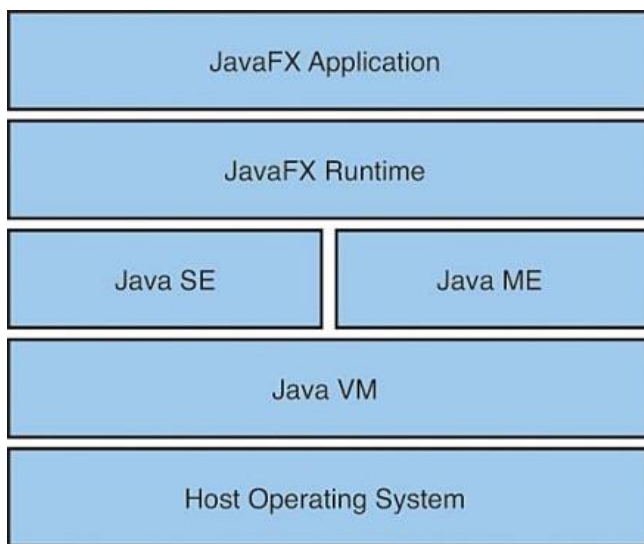 JavaFX Application
JavaFX Runtime
Java SE
Java ME
Java VM
Host Operating System